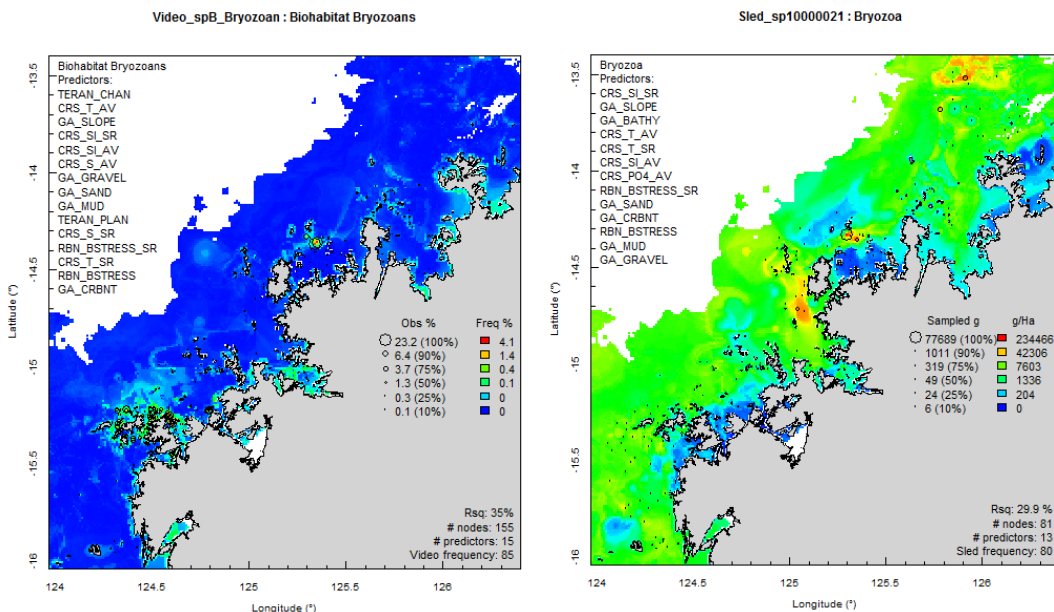 Video_spB_Bryozoan : Biohabitat Bryozoans
Biohabitat Bryozoans
Predictors:
TERAN_CHAN
CRS_T_AV
GA_SLOPE
CRS_SI_SR
CRS_SI_AV
CRS_S_AV
GA_GRAVEL
GA_SAND
GA_MUD
TERAN_PLAN
CRS_S_SR
RBN_BSTRESS_SR
CRS_T_SR
RBN_BSTRESS
GA_CRBNT
Latitude (°)
-13.5
-14
-14.5
-15
-15.5
-16
Obs % Freq %
23.2 (100%) 4.1
6.4 (90%) 1.4
3.7 (75%) 0.4
1.3 (50%) 0.1
0.3 (25%) 0
0.1 (10%) 0
Rsq: 35%
# nodes: 155
# predictors: 15
Video frequency: 85
124 124.5 125 125.5 126
Longitude (°)
Sled_sp10000021 : Bryozoa
Bryozoa
Predictors:
CRS_SI_SR
GA_SLOPE
GA_BATHY
CRS_T_AV
CRS_T_SR
CRS_SI_AV
CRS_PO4_AV
RBN_BSTRESS_SR
GA_SAND
GA_CRBNT
RBN_BSTRESS
GA_MUD
GA_GRAVEL
Latitude (°)
-13.5
-14
-14.5
-15
-15.5
-16
Sampled g g/Ha
77689 (100%) 234466
1011 (90%) 42306
319 (75%) 7603
49 (50%) 1336
24 (25%) 204
6 (10%) 0
Rsq: 29.9 %
# nodes: 81
# predictors: 13
Sled frequency: 80
124 124.5 125 125.5 126
Longitude (°)